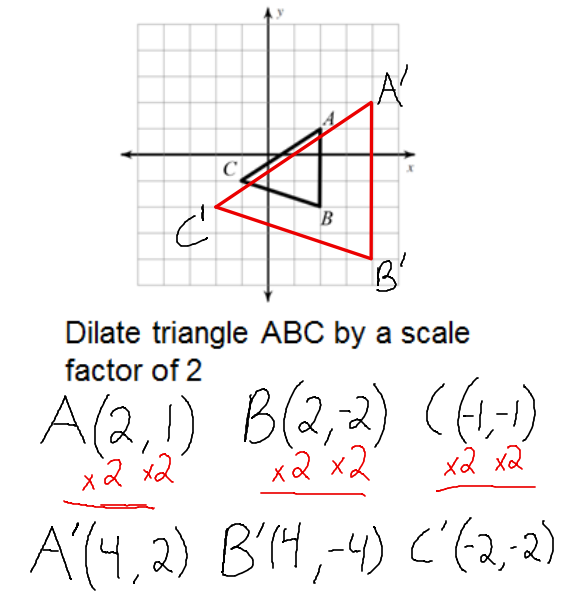 y
A'
A
x
C
C'
B
B'
Dilate triangle ABC by a scale
factor of 2
A(2,1) B(2,-2) C(-1,-1)
x2 x2 x2 x2 x2 x2
A'(4,2) B'(4,-4) C'(-2,-2)